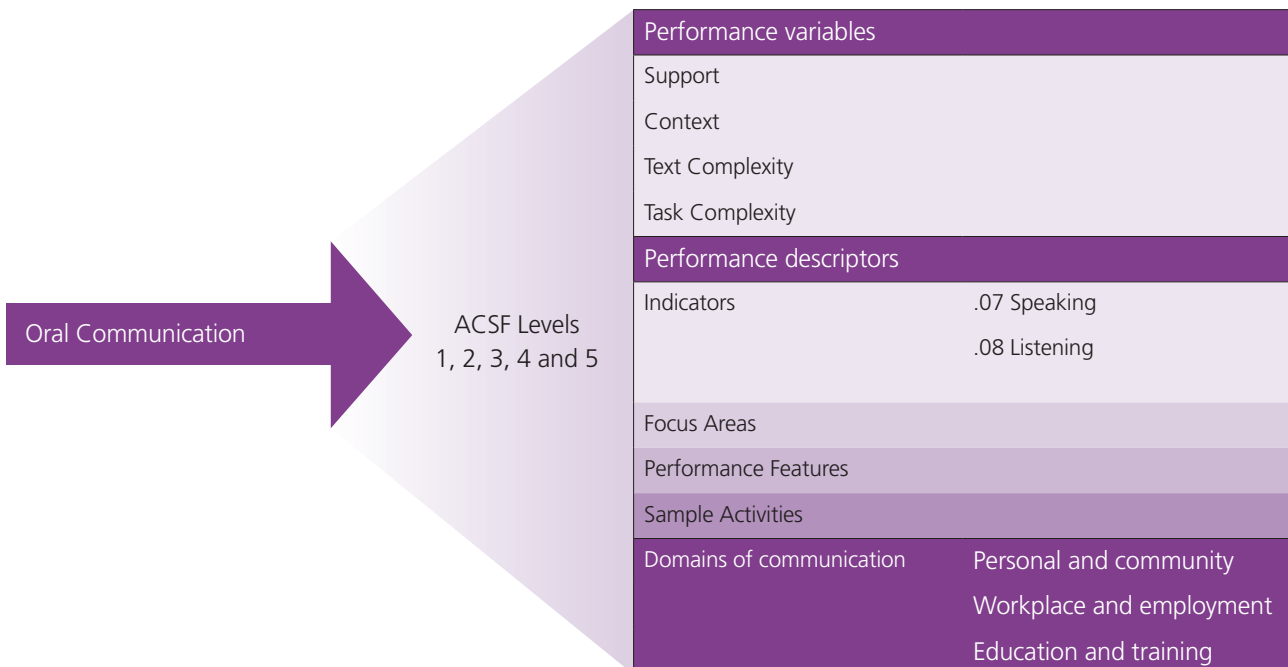 Oral Communication
ACSF Levels
1, 2, 3, 4 and 5
Performance variables
Support
Context
Text Complexity
Task Complexity
Performance descriptors
Indicators .07 Speaking
.08 Listening
Focus Areas
Performance Features
Sample Activities
Domains of communication Personal and community
Workplace and employment
Education and training